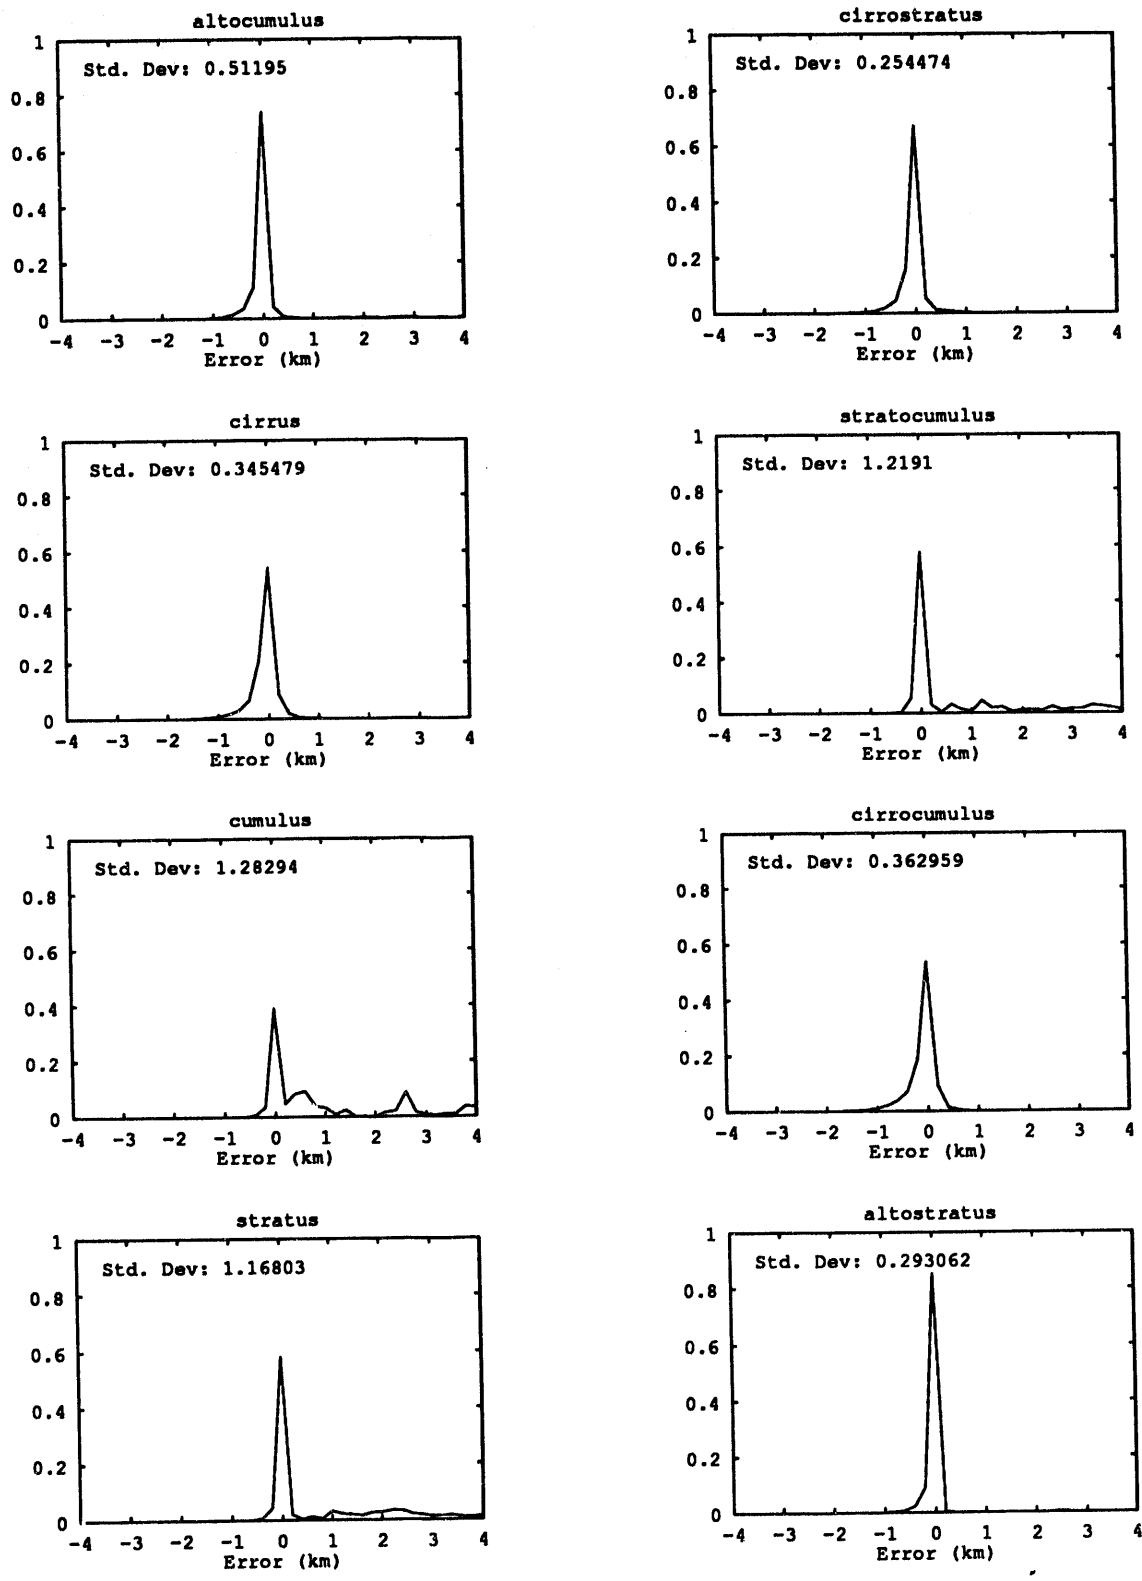 altocumulus
1
Std. Dev: 0.51195
0.8
0.6
0.4
0.2
0
-4 -3 -2 -1 0 1 2 3 4
Error (km)
cirrostratus
1
Std. Dev: 0.254474
0.8
0.6
0.4
0.2
0
-4 -3 -2 -1 0 1 2 3 4
Error (km)
cirrus
1
Std. Dev: 0.345479
0.8
0.6
0.4
0.2
0
-4 -3 -2 -1 0 1 2 3 4
Error (km)
stratocumulus
1
Std. Dev: 1.2191
0.8
0.6
0.4
0.2
0
-4 -3 -2 -1 0 1 2 3 4
Error (km)
cumulus
1
Std. Dev: 1.28294
0.8
0.6
0.4
0.2
0
-4 -3 -2 -1 0 1 2 3 4
Error (km)
cirrocumulus
1
Std. Dev: 0.362959
0.8
0.6
0.4
0.2
0
-4 -3 -2 -1 0 1 2 3 4
Error (km)
stratus
1
Std. Dev: 1.16803
0.8
0.6
0.4
0.2
0
-4 -3 -2 -1 0 1 2 3 4
Error (km)
altostratus
1
Std. Dev: 0.293062
0.8
0.6
0.4
0.2
0
-4 -3 -2 -1 0 1 2 3 4
Error (km)